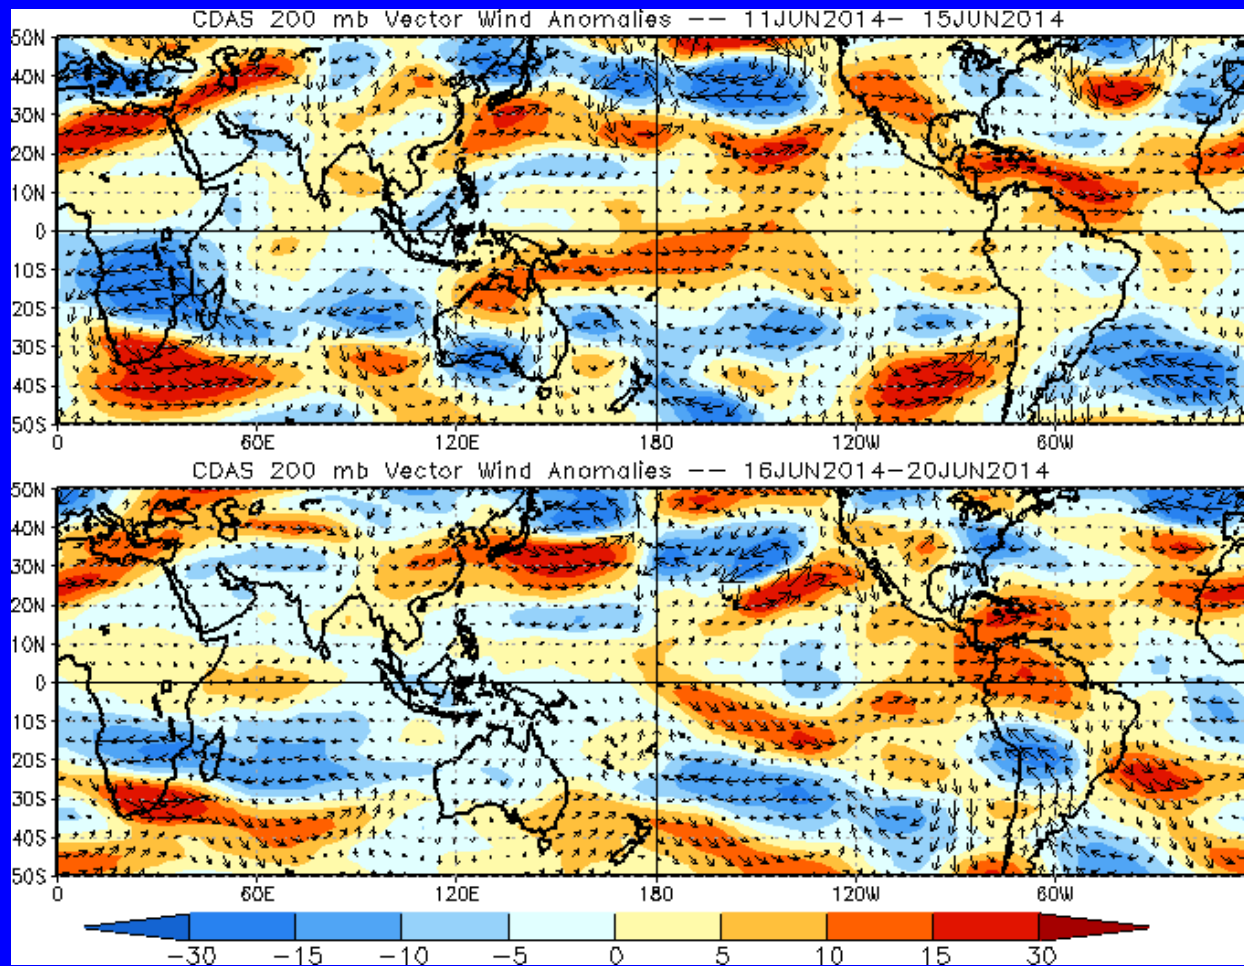 CDAS 200 mb Vector Wind Anomalies -- 11JUN2014- 15JUN2014
50N
40N
30N
20N
10N
0
10S
20S
30S
40S
50S
0 60E 120E 180 120W 60W
CDAS 200 mb Vector Wind Anomalies -- 16JUN2014-20JUN2014
50N
40N
30N
20N
10N
0
10S
20S
30S
40S
50S
0 60E 120E 180 120W 60W
-30 -15 -10 -5 0 5 10 15 30